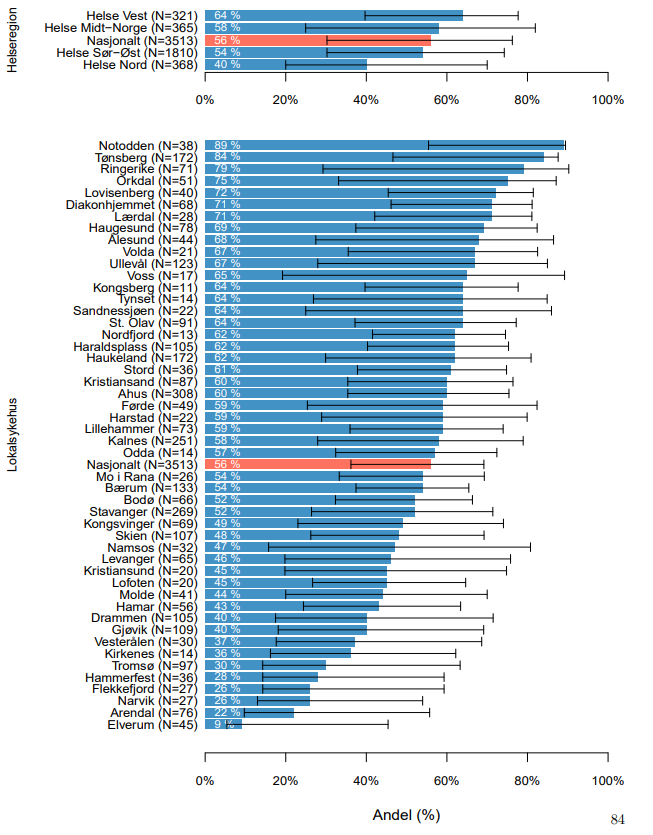 Helseregion
Helse Vest (N=321) 64 %
Helse Midt−Norge (N=365) 58 %
Nasjonalt (N=3513) 56 %
Helse Sør−Øst (N=1810) 54 %
Helse Nord (N=368) 40 %
0% 20% 40% 60% 80% 100%
Lokalsykehus
Notodden (N=38) 89 %
Tønsberg (N=172) 84 %
Ringerike (N=71) 79 %
Orkdal (N=51) 75 %
Lovisenberg (N=40) 72 %
Diakonhjemmet (N=68) 71 %
Lærdal (N=28) 71 %
Haugesund (N=78) 69 %
Ålesund (N=44) 68 %
Volda (N=21) 67 %
Ullevål (N=123) 67 %
Voss (N=17) 65 %
Kongsberg (N=11) 64 %
Tynset (N=14) 64 %
Sandnessjøen (N=22) 64 %
St. Olav (N=91) 64 %
Nordfjord (N=13) 62 %
Haraldsplass (N=105) 62 %
Haukeland (N=172) 62 %
Stord (N=36) 61 %
Kristiansand (N=87) 60 %
Ahus (N=308) 60 %
Førde (N=49) 59 %
Harstad (N=22) 59 %
Lillehammer (N=73) 59 %
Kalnes (N=251) 58 %
Odda (N=14) 57 %
Nasjonalt (N=3513) 56 %
Mo i Rana (N=26) 54 %
Bærum (N=133) 54 %
Bodø (N=66) 52 %
Stavanger (N=269) 52 %
Kongsvinger (N=69) 49 %
Skien (N=107) 48 %
Namsos (N=32) 47 %
Levanger (N=65) 46 %
Kristiansund (N=20) 45 %
Lofoten (N=20) 45 %
Molde (N=41) 44 %
Hamar (N=56) 43 %
Drammen (N=105) 40 %
Gjøvik (N=109) 40 %
Vesterålen (N=30) 37 %
Kirkenes (N=14) 36 %
Tromsø (N=97) 30 %
Hammerfest (N=36) 28 %
Flekkefjord (N=27) 26 %
Narvik (N=27) 26 %
Arendal (N=76) 22 %
Elverum (N=45) 9 %
0% 20% 40% 60% 80% 100%
Andel (%)
84